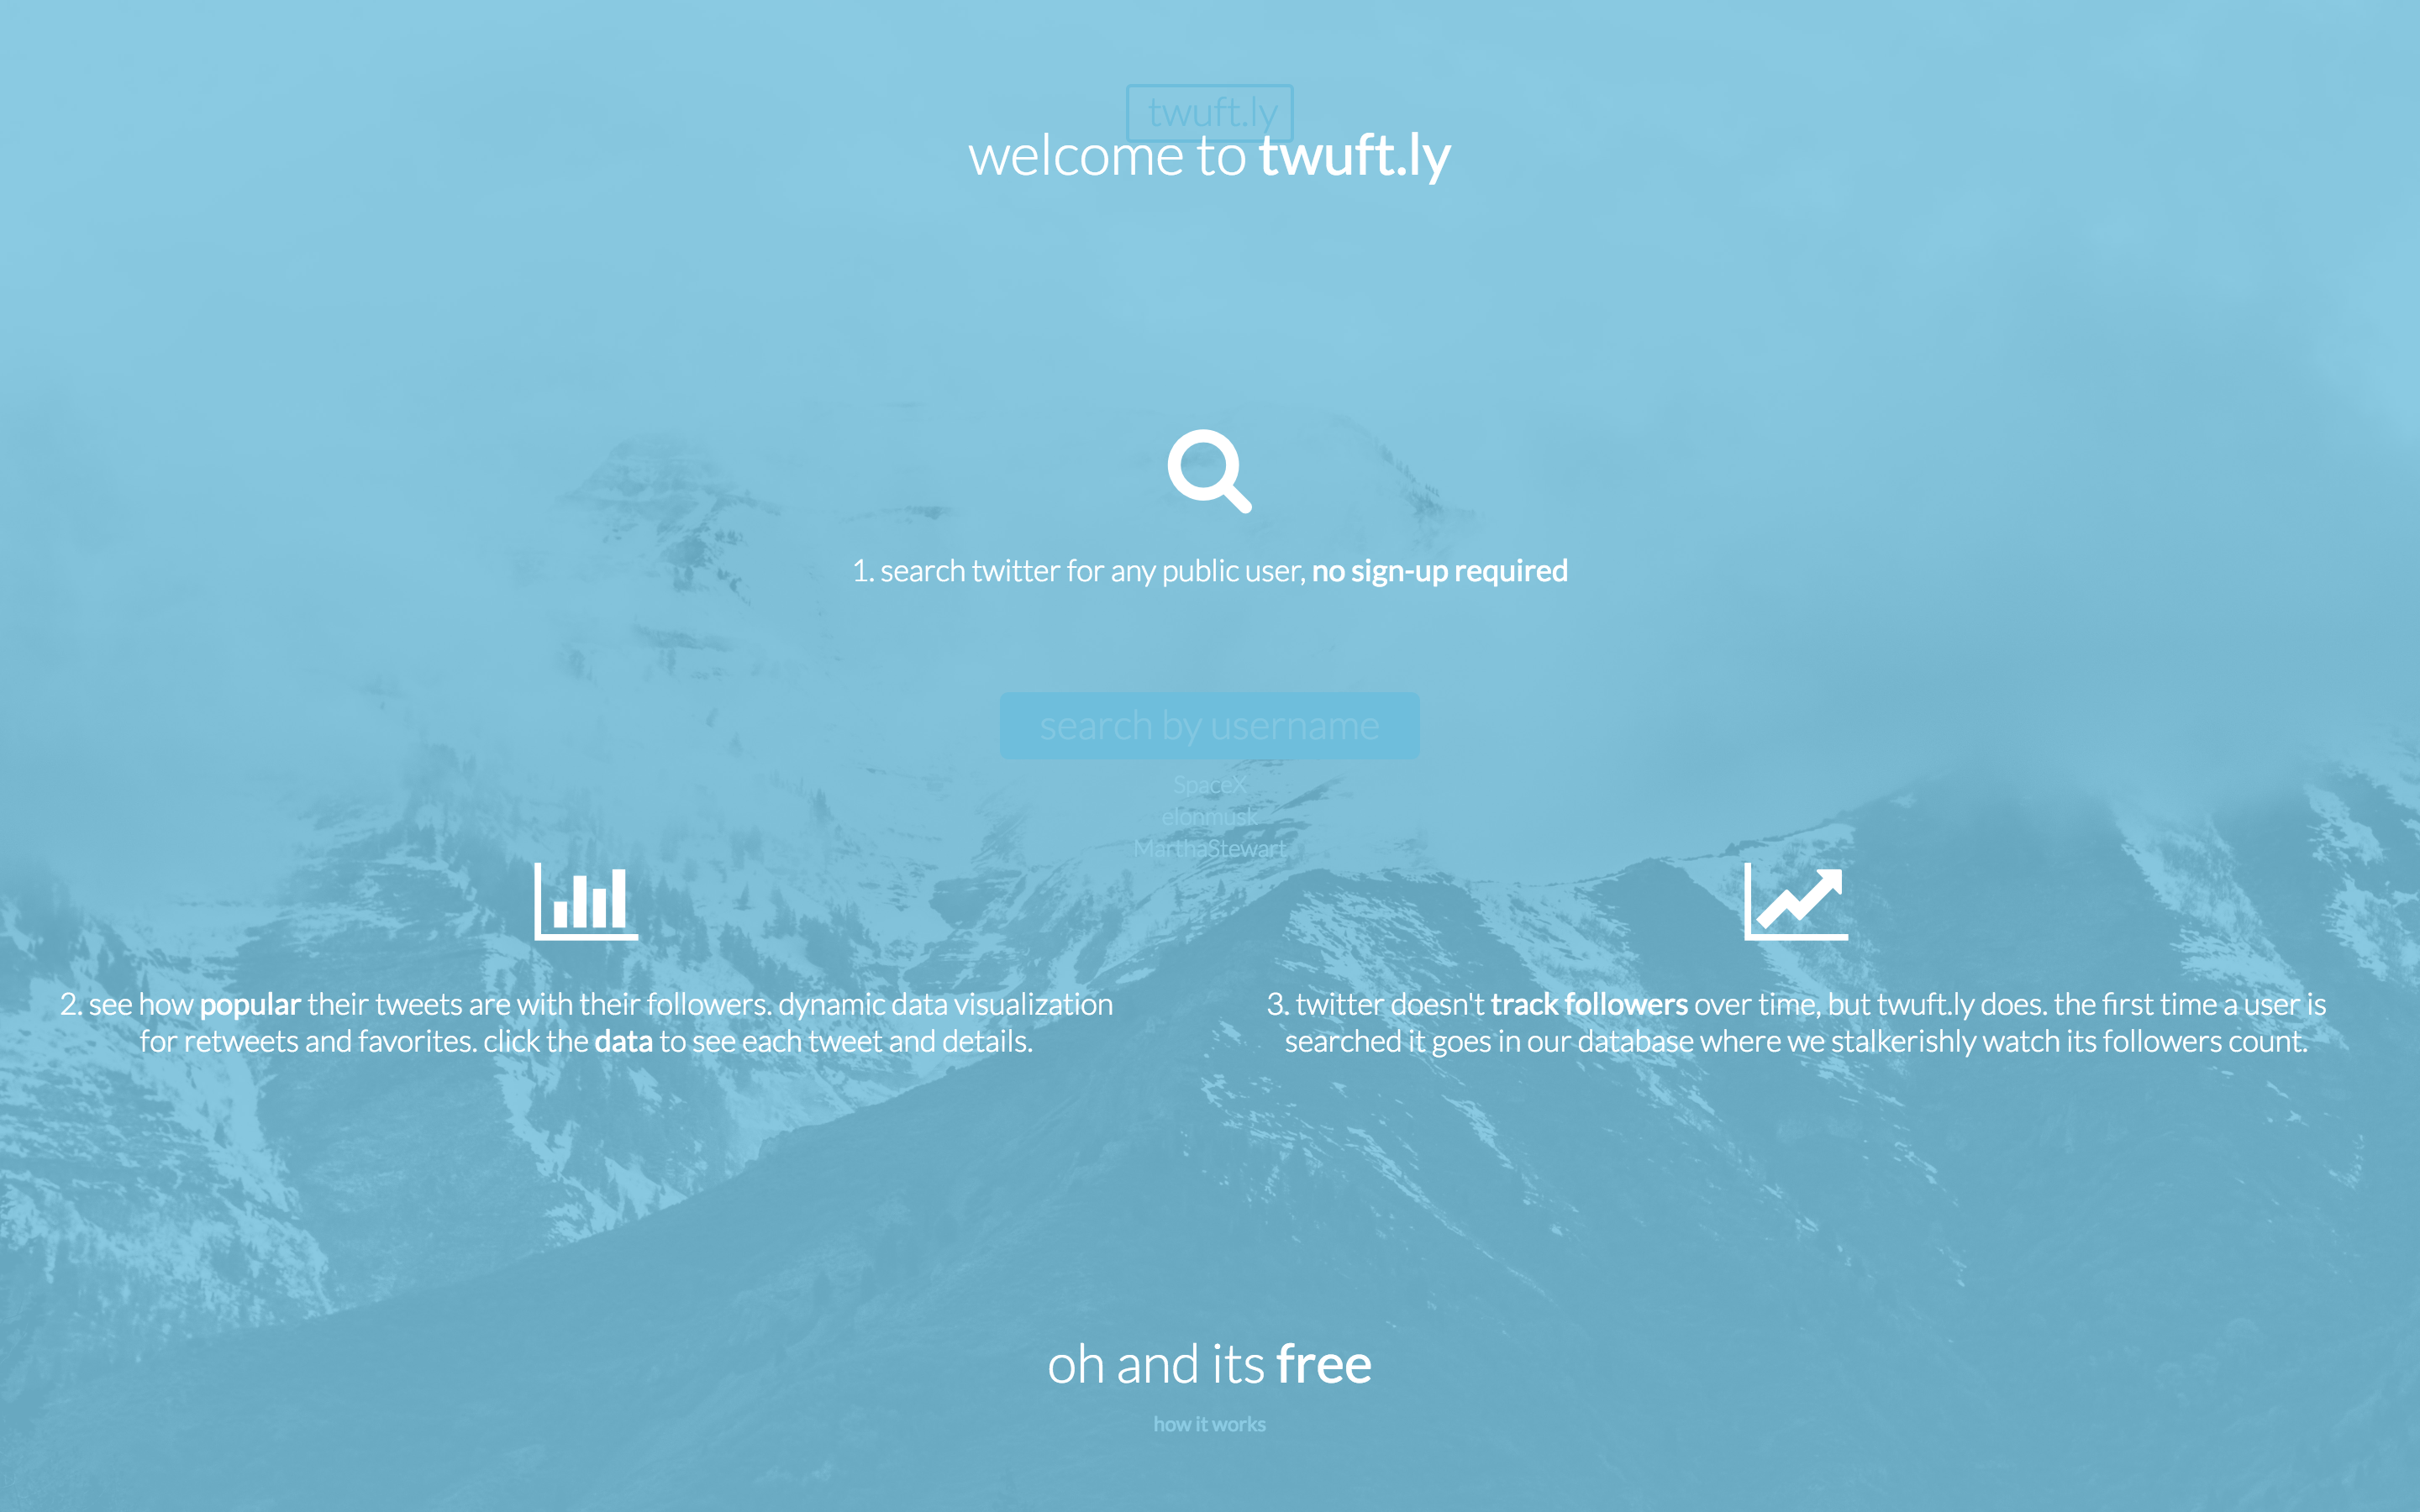 twuft.ly
welcome to twuft.ly
1. search twitter for any public user, no sign-up required
search by username
SpaceX
elonmusk
MarthaStewart
2. see how popular their tweets are with their followers. dynamic data visualization
for retweets and favorites. click the data to see each tweet and details.
3. twitter doesn't track followers over time, but twuft.ly does. the first time a user is
searched it goes in our database where we stalkerishly watch its followers count.
oh and its free
how it works